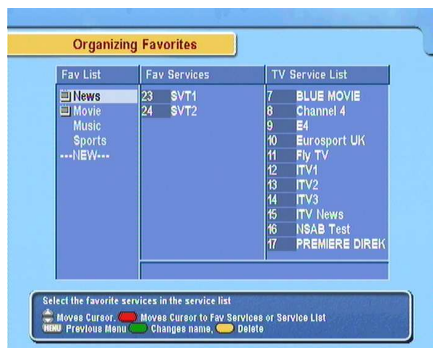 Organizing Favorites
Fav List
Fav Services
TV Service List
News
Movie
Music
Sports
---NEW---
23 SVT1
24 SVT2
7 BLUE MOVIE
8 Channel 4
9 E4
10 Eurosport UK
11 Fly TV
12 ITV1
13 ITV2
14 ITV3
15 ITV News
16 NSAB Test
17 PREMIERE DIREK
Select the favorite services in the service list
Moves Cursor, Moves Cursor to Fav Services or Service List
MENU Previous Menu Changes name, Delete